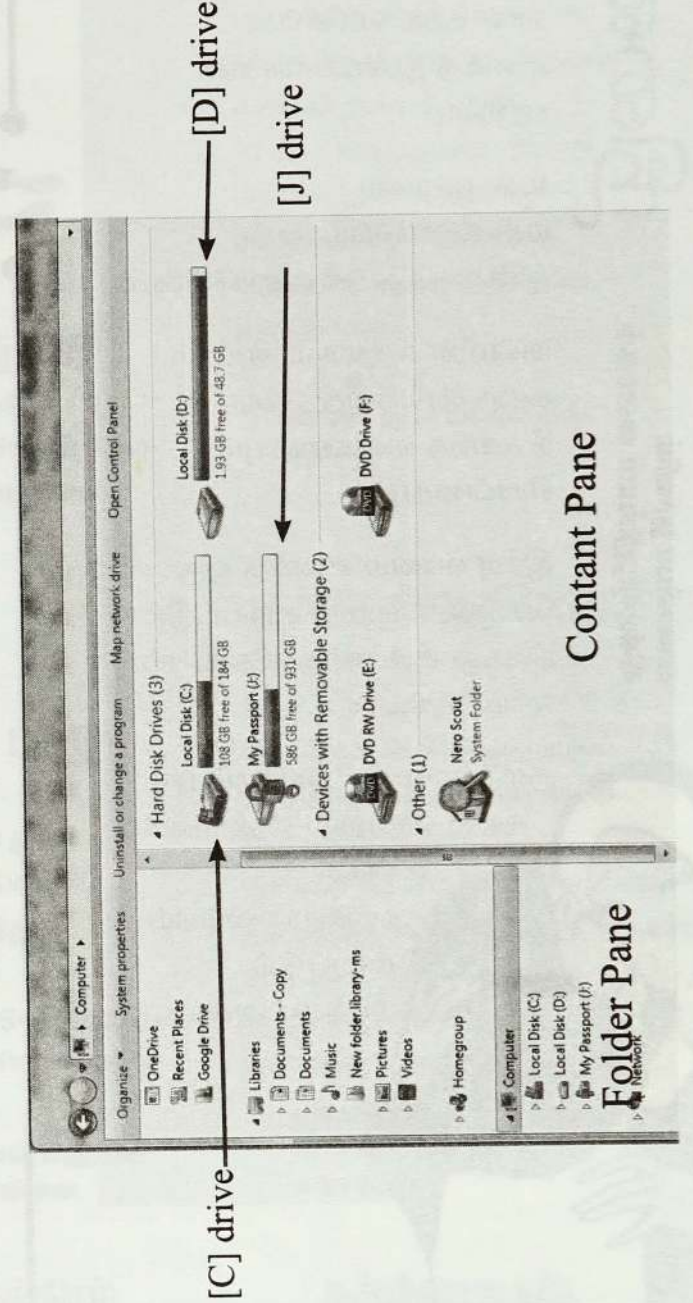 [C] drive
[D] drive
[J] drive
Computer
Organize
System properties
Uninstall or change a program
Map network drive
Open Control Panel
OneDrive
Recent Places
Google Drive
Libraries
Documents - Copy
Documents
Music
New folder.library-ms
Pictures
Videos
Homegroup
Computer
Local Disk (C:)
Local Disk (D:)
My Passport (J:)
Network
Folder Pane
Hard Disk Drives (3)
Local Disk (C:)
108 GB free of 184 GB
Local Disk (D:)
1.93 GB free of 48.7 GB
My Passport (J:)
586 GB free of 931 GB
Devices with Removable Storage (2)
DVD RW Drive (E:)
DVD
DVD Drive (F:)
DVD
Other (1)
Nero Scout
System Folder
Contant Pane